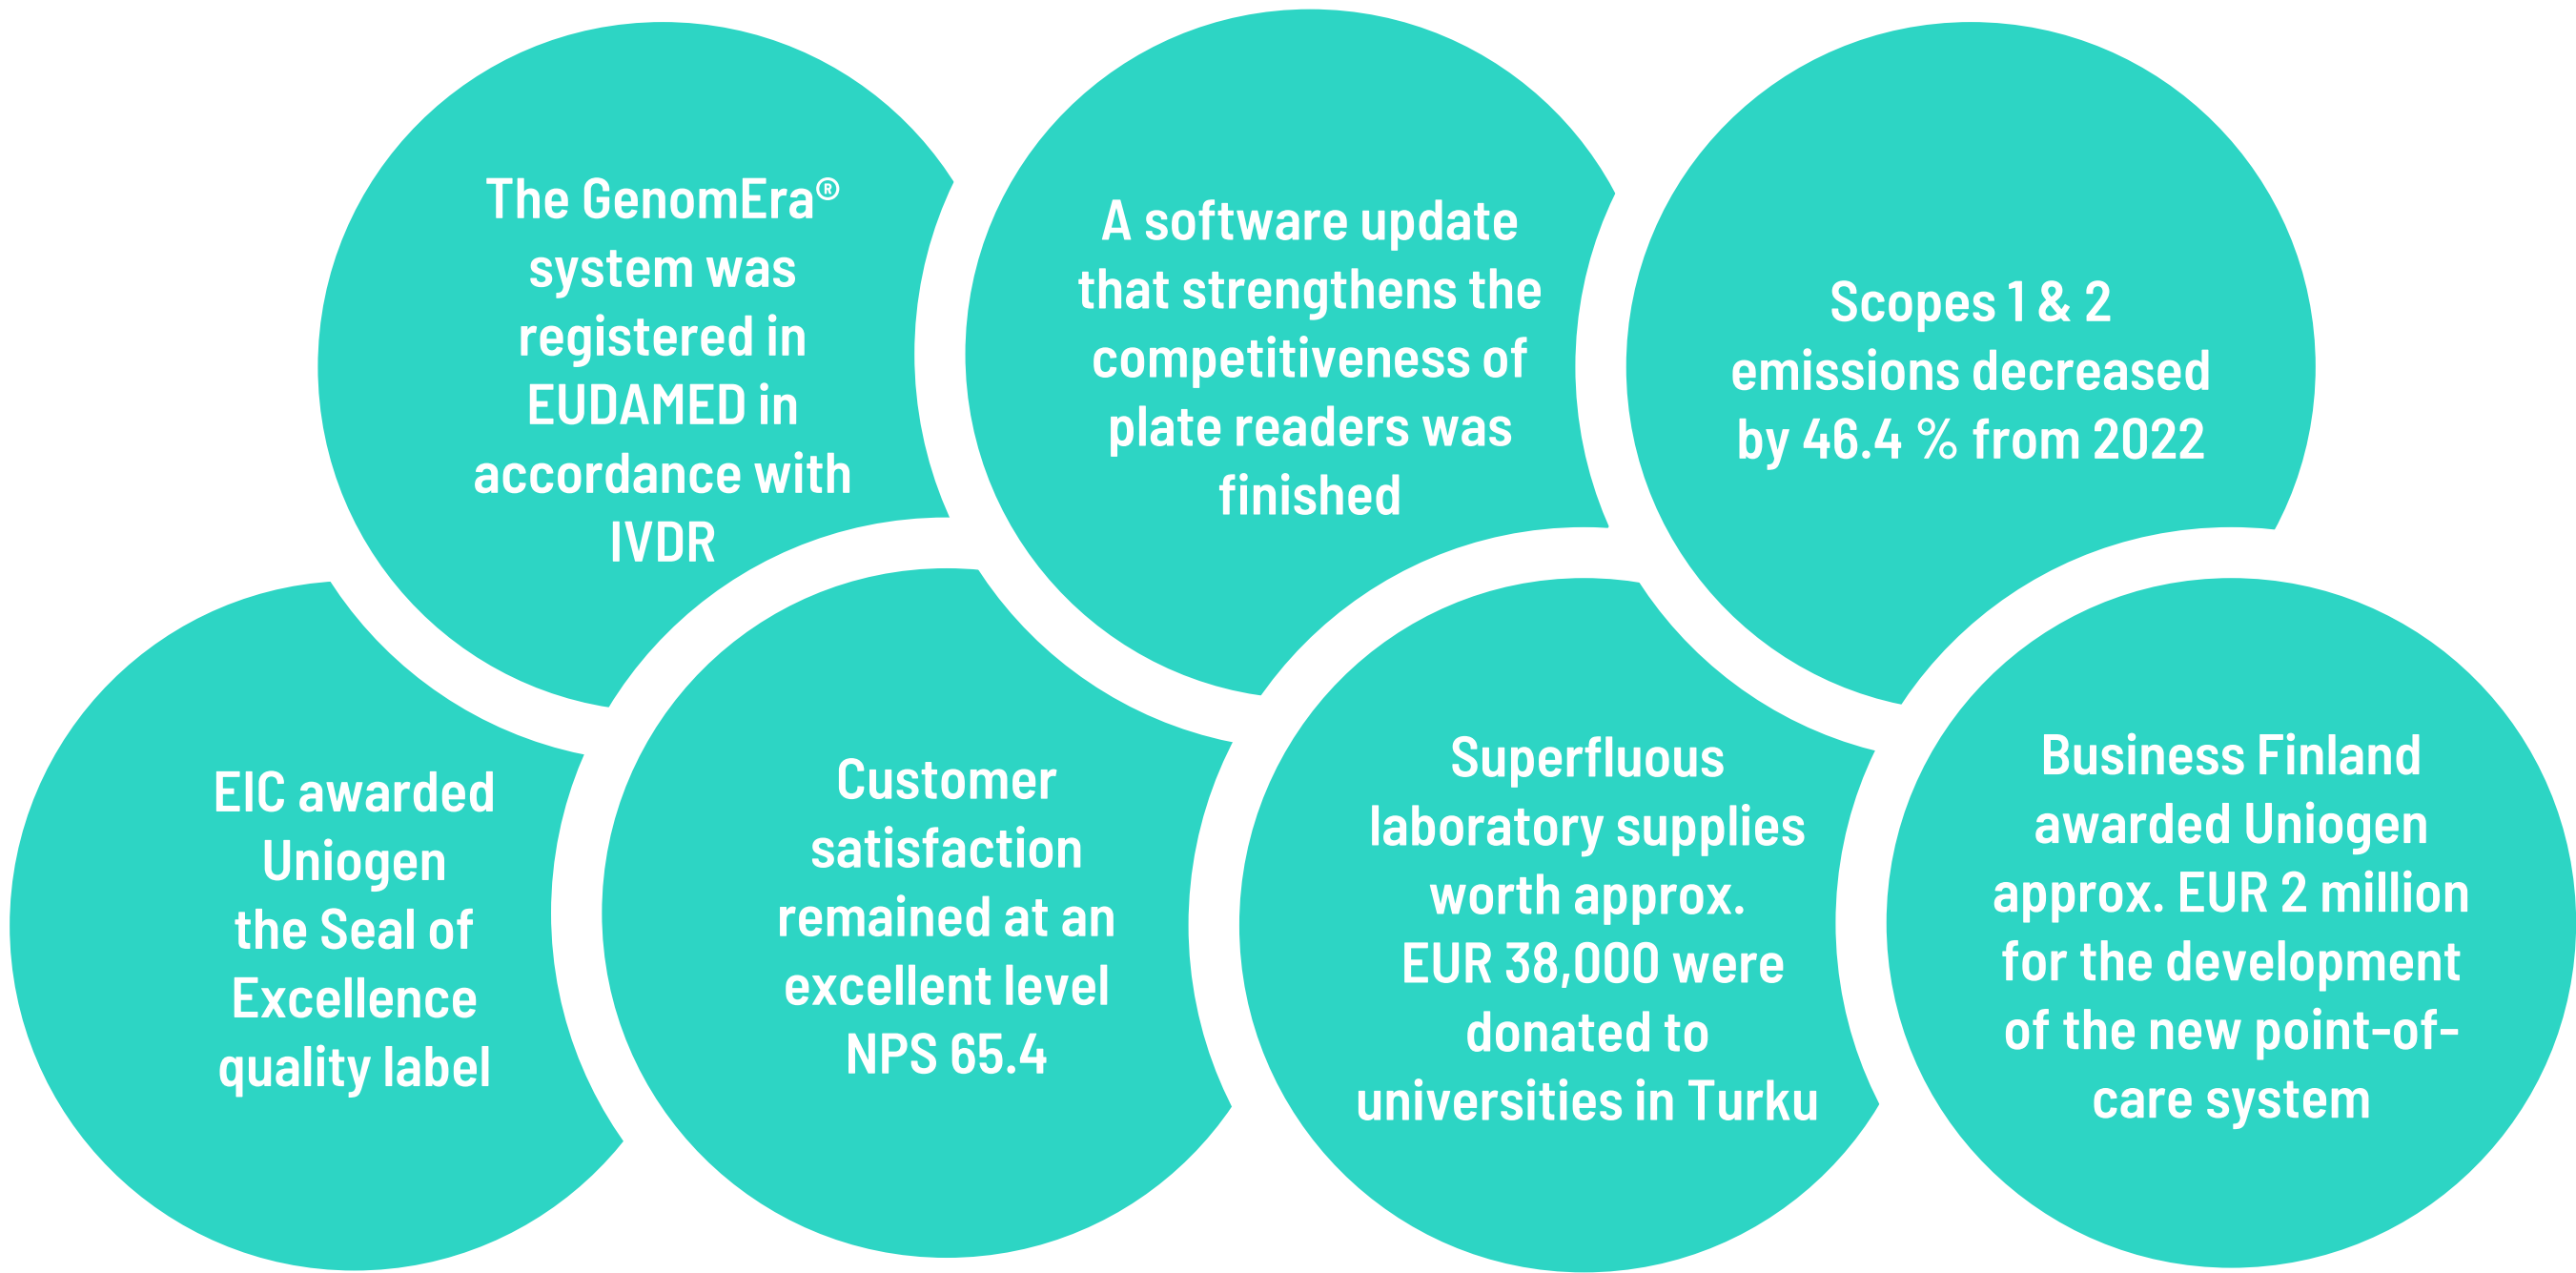 The GenomEra®
system was
registered in
EUDAMED in
accordance with
IVDR
A software update
that strengthens the
competitiveness of
plate readers was
finished
Scopes 1 & 2
emissions decreased
by 46.4 % from 2022
EIC awarded
Uniogen
the Seal of
Excellence
quality label
Customer
satisfaction
remained at an
excellent level
NPS 65.4
Superfluous
laboratory supplies
worth approx.
EUR 38,000 were
donated to
universities in Turku
Business Finland
awarded Uniogen
approx. EUR 2 million
for the development
of the new point-of-
care system